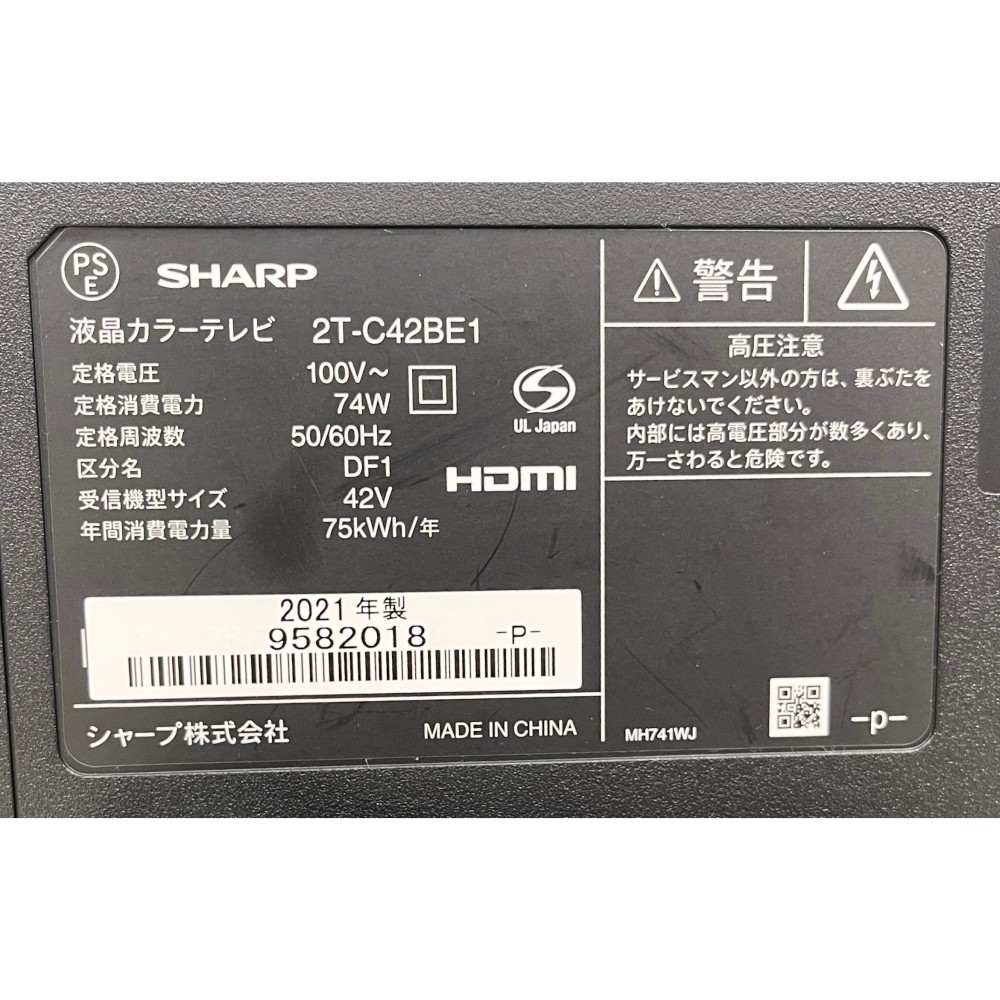 PSE
SHARP
液晶カラーテレビ 2T-C42BE1
定格電圧 100V～
定格消費電力 74W
定格周波数 50/60Hz
区分名 DF1
受信機型サイズ 42V
年間消費電力量 75kWh/年
UL Japan
HDMI
2021年製
9582018 -P-
シャープ株式会社 MADE IN CHINA
警告
高圧注意
サービスマン以外の方は、裏ぶたを
あけないでください。
内部には高電圧部分が数多くあり、
万一さわると危険です。
MH741WJ
-p-